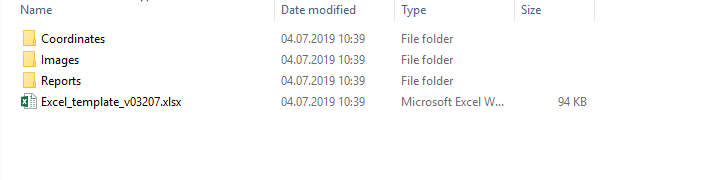 Name Date modified Type Size
Coordinates 04.07.2019 10:39 File folder
Images 04.07.2019 10:39 File folder
Reports 04.07.2019 10:39 File folder
Excel_template_v03207.xlsx 04.07.2019 10:39 Microsoft Excel W... 94 KB